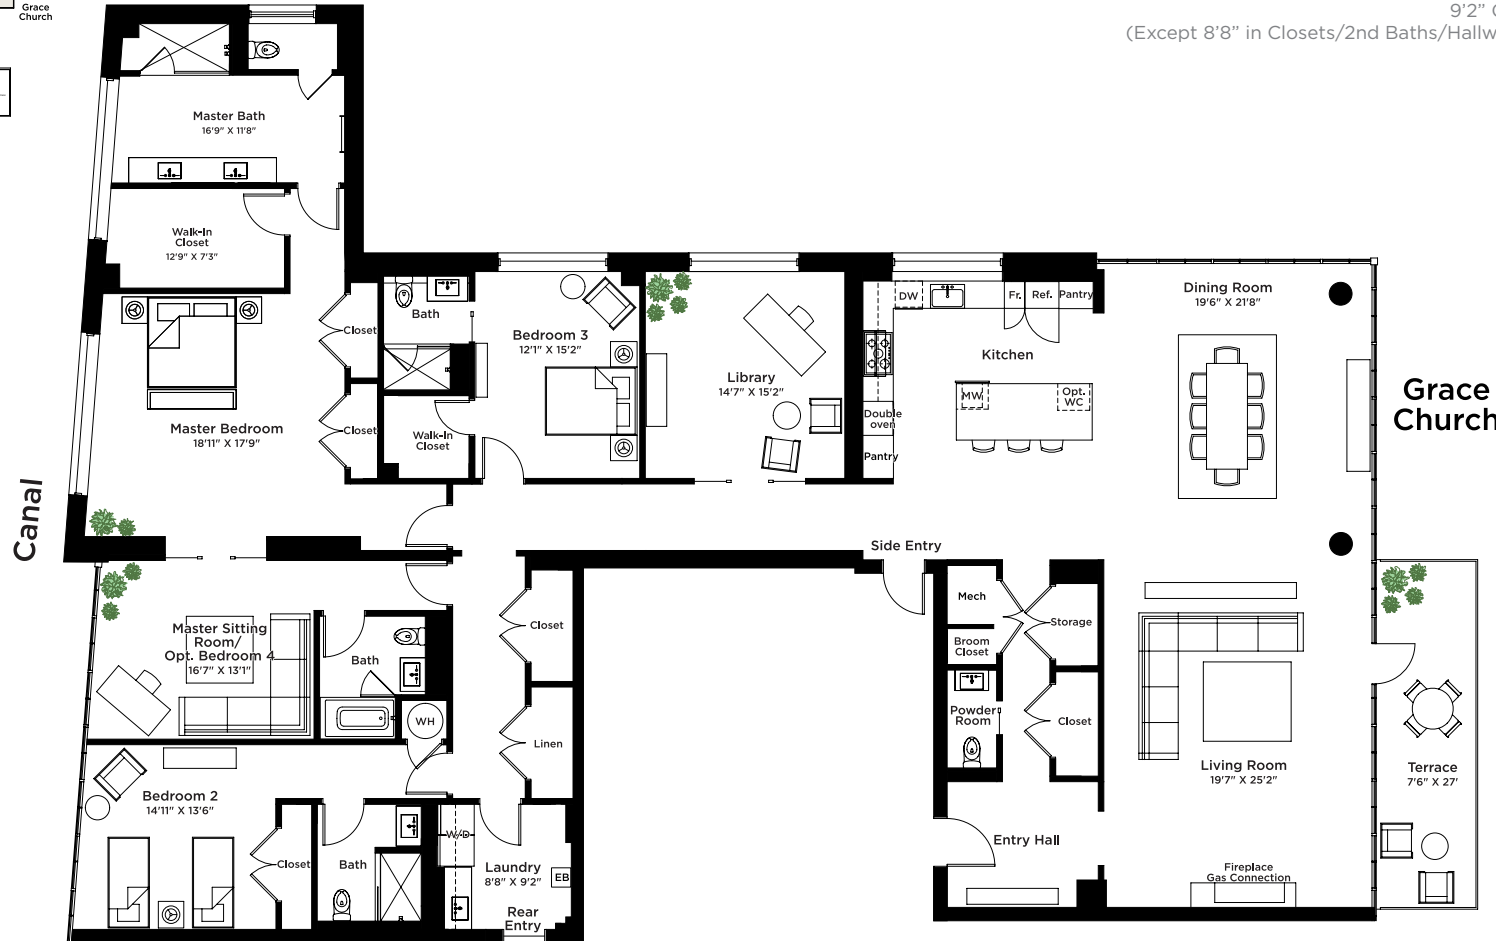 Grace
Church
9'2"
(Except 8'8" in Closets/2nd Baths/Hallw
Master Bath
16'9" X 11'8"
Walk-In
Closet
12'9" X 7'3"
Closet
Closet
Master Bedroom
18'11" X 17'9"
Bath
Walk-In
Closet
Bedroom 3
12'1" X 15'2"
Library
14'7" X 15'2"
DW
Fr.
Ref.
Pantry
Kitchen
MW
Opt.
WC
Double
oven
Pantry
Dining Room
19'6" X 21'8"
Grace
Church
Canal
Side Entry
Master Sitting
Room/
Opt. Bedroom 4
16'7" X 13'1"
Bath
WH
Closet
Linen
Mech
Broom
Closet
Storage
Powder
Room
Closet
Living Room
19'7" X 25'2"
Terrace
7'6" X 27'
Bedroom 2
14'11" X 13'6"
Closet
Bath
W/D
Laundry
8'8" X 9'2"
EB
Rear
Entry
Entry Hall
Fireplace
Gas Connection